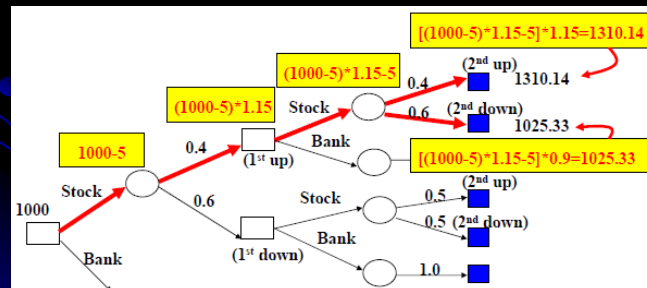 [(1000-5)*1.15-5]*1.15=1310.14
(2nd up)
(1000-5)*1.15-5
0.4
1310.14
(1000-5)*1.15
Stock
0.6
(2nd down)
1025.33
1000-5
0.4
(1st up)
Bank
[(1000-5)*1.15-5]*0.9=1025.33
Stock
0.6
Stock
0.5
(2nd up)
1000
0.5
(2nd down)
(1st down)
Bank
Bank
1.0